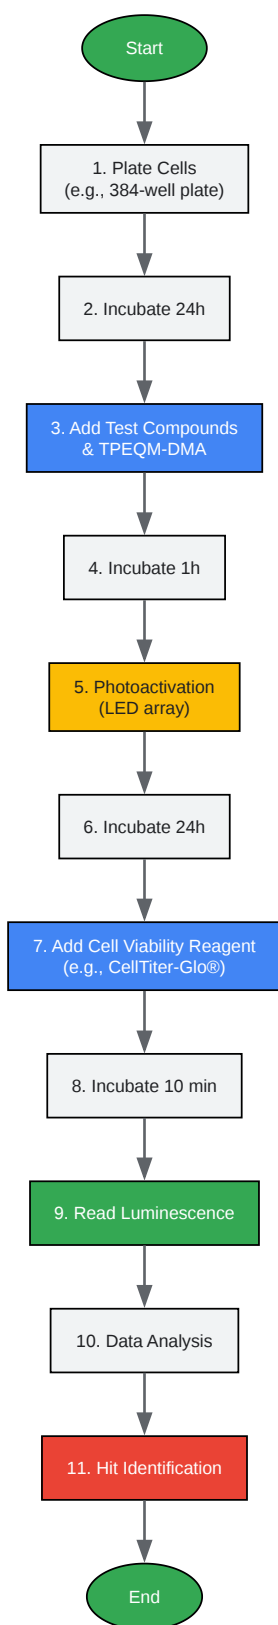 Start
1. Plate Cells
(e.g., 384-well plate)
2. Incubate 24h
3. Add Test Compounds
& TPEQM-DMA
4. Incubate 1h
5. Photoactivation
(LED array)
6. Incubate 24h
7. Add Cell Viability Reagent
(e.g., CellTiter-Glo®)
8. Incubate 10 min
9. Read Luminescence
10. Data Analysis
11. Hit Identification
End